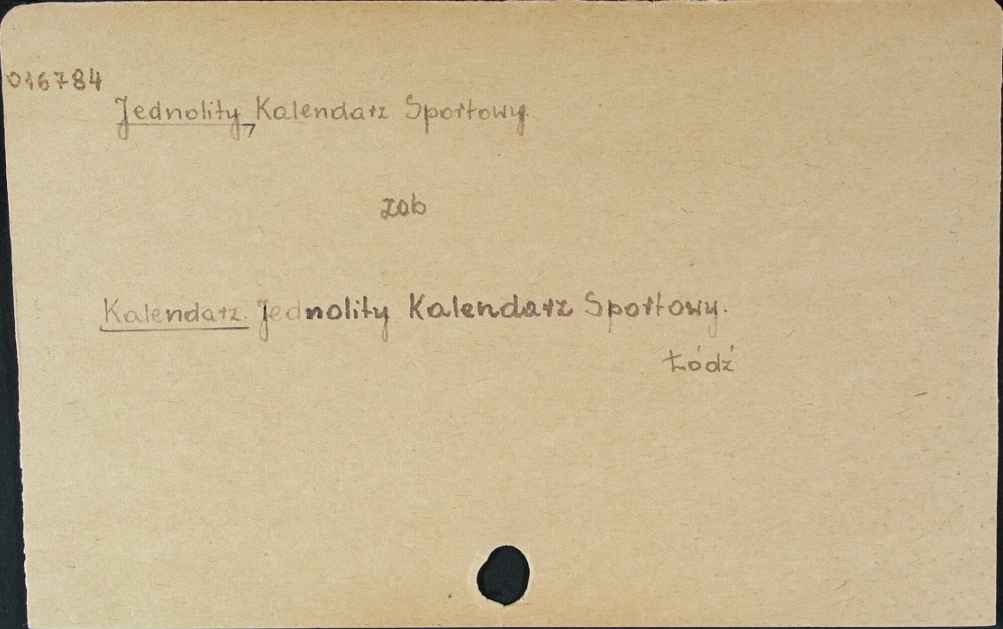 016784
Jednolity Kalendarz Sportowy.
zob
Kalendarz. Jednolity Kalendarz Sportowy.
Łódź